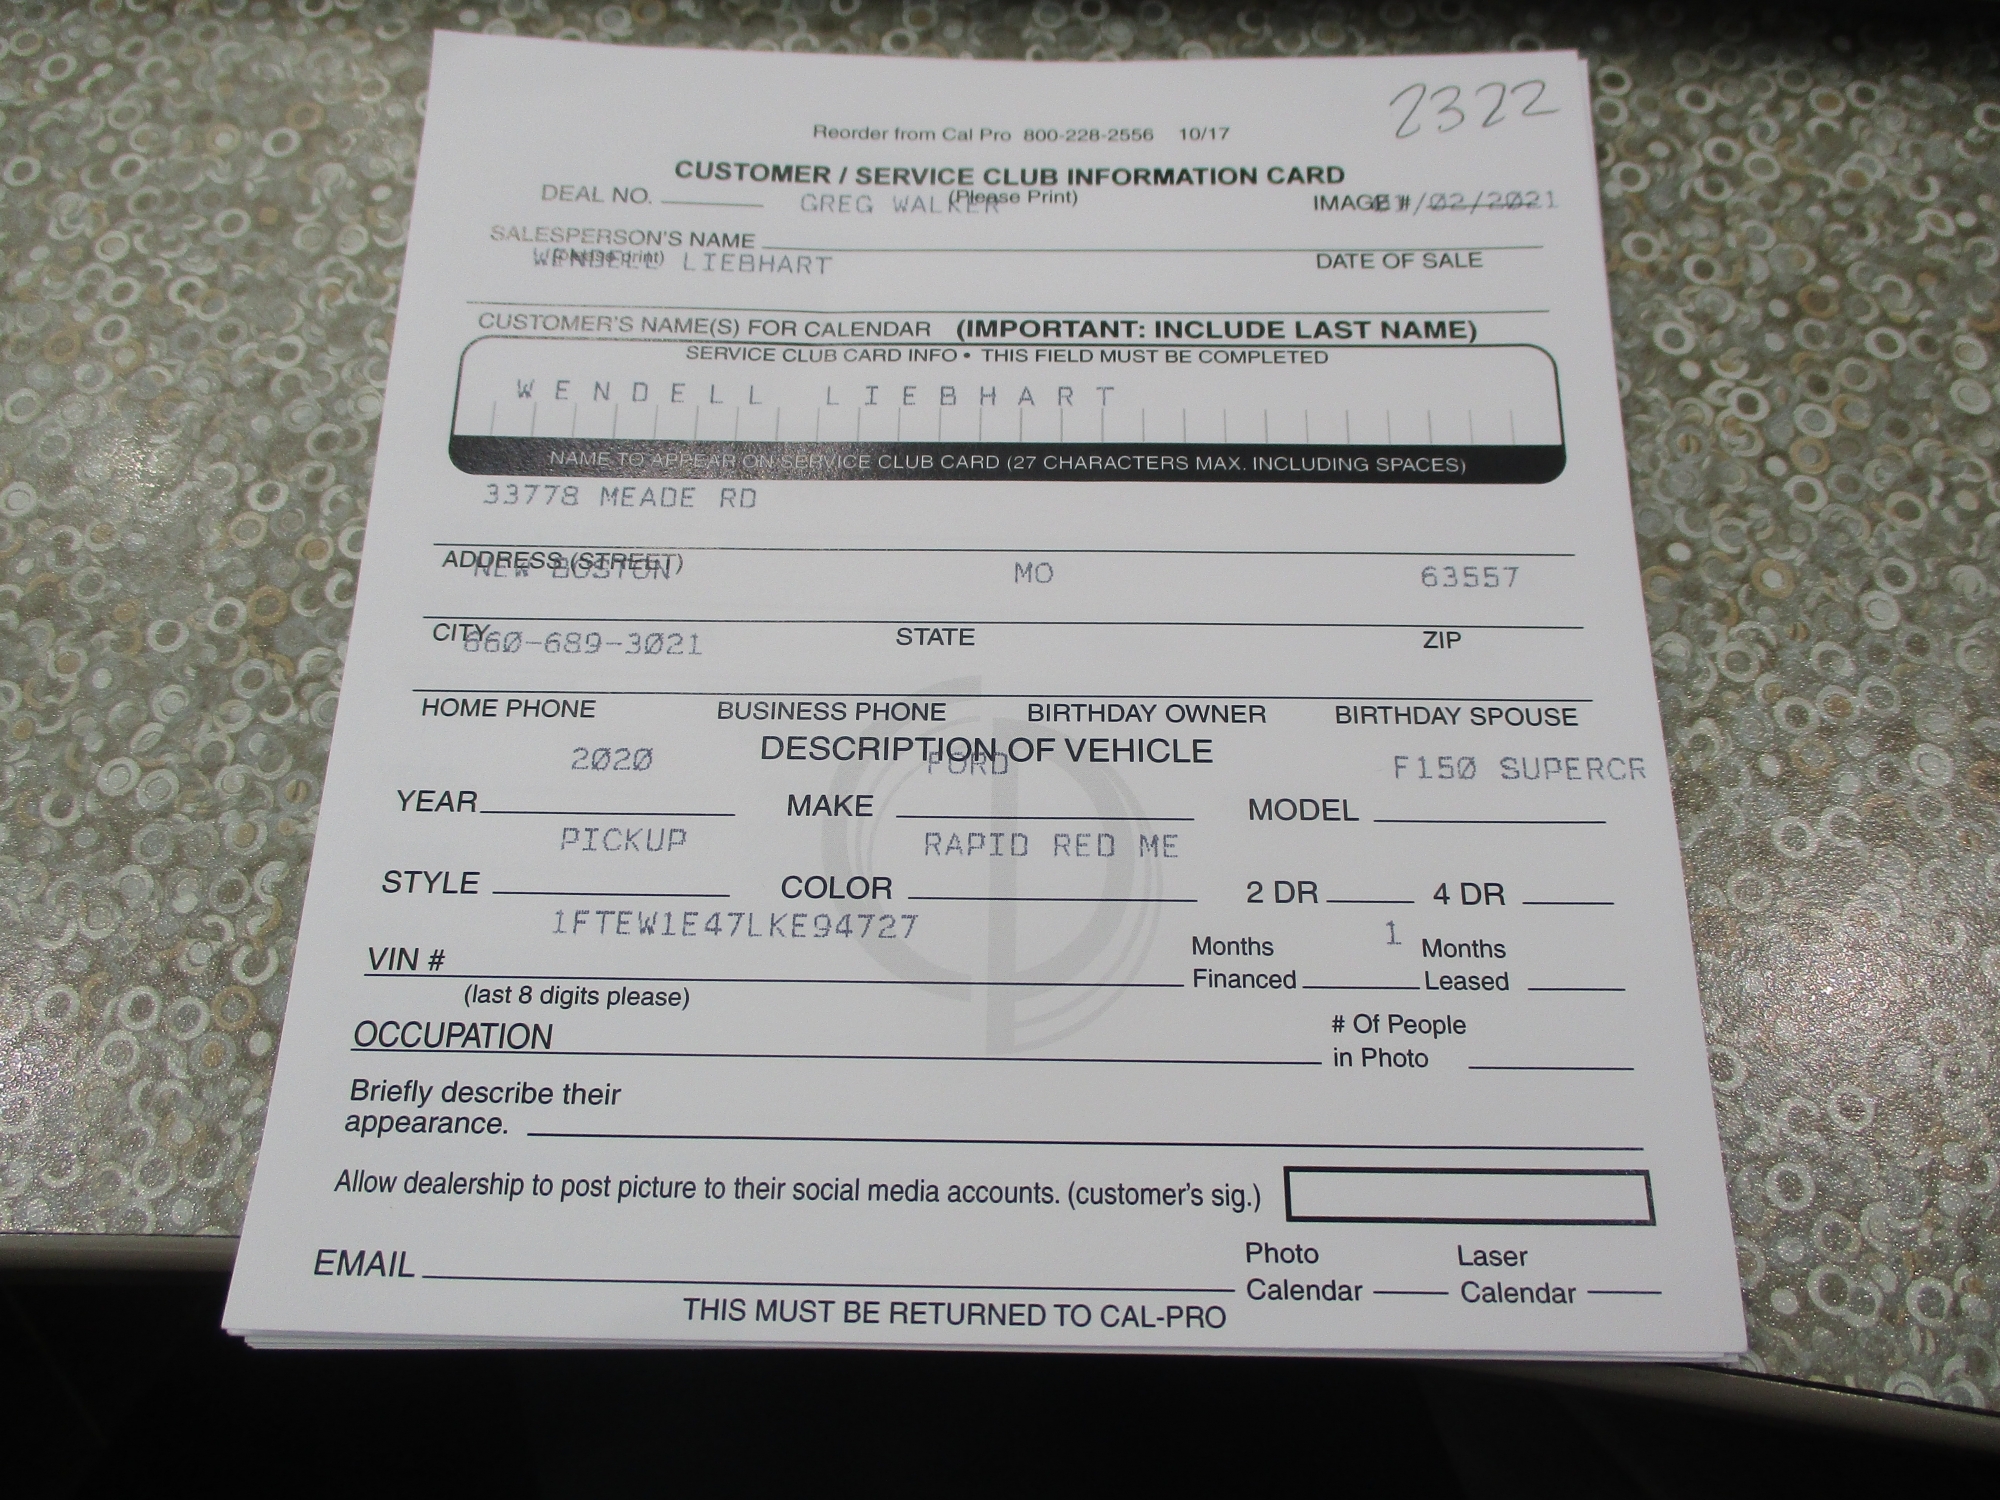 2322
Reorder from Cal Pro 800-228-2556 10/17
CUSTOMER / SERVICE CLUB INFORMATION CARD
(Please Print)
DEAL NO. GREG WALKER IMAGE # /02/2021
SALESPERSON'S NAME
(please print)
WENDELL LIEBHART DATE OF SALE
CUSTOMER'S NAME(S) FOR CALENDAR (IMPORTANT: INCLUDE LAST NAME)
SERVICE CLUB CARD INFO • THIS FIELD MUST BE COMPLETED
WENDELL LIEBHART
NAME TO APPEAR ON SERVICE CLUB CARD (27 CHARACTERS MAX. INCLUDING SPACES)
33778 MEADE RD
ADDRESS (STREET)
NEW BOSTON MO 63557
CITY STATE ZIP
660-689-3021
HOME PHONE BUSINESS PHONE BIRTHDAY OWNER BIRTHDAY SPOUSE
DESCRIPTION OF VEHICLE
2020 FORD F150 SUPERCR
YEAR MAKE MODEL
PICKUP RAPID RED ME
STYLE COLOR 2 DR 4 DR
1FTEW1E47LKE94727 1
VIN # Months Financed Months Leased
(last 8 digits please)
OCCUPATION # Of People in Photo
Briefly describe their
appearance.
Allow dealership to post picture to their social media accounts. (customer's sig.)
EMAIL Photo Calendar Laser Calendar
THIS MUST BE RETURNED TO CAL-PRO